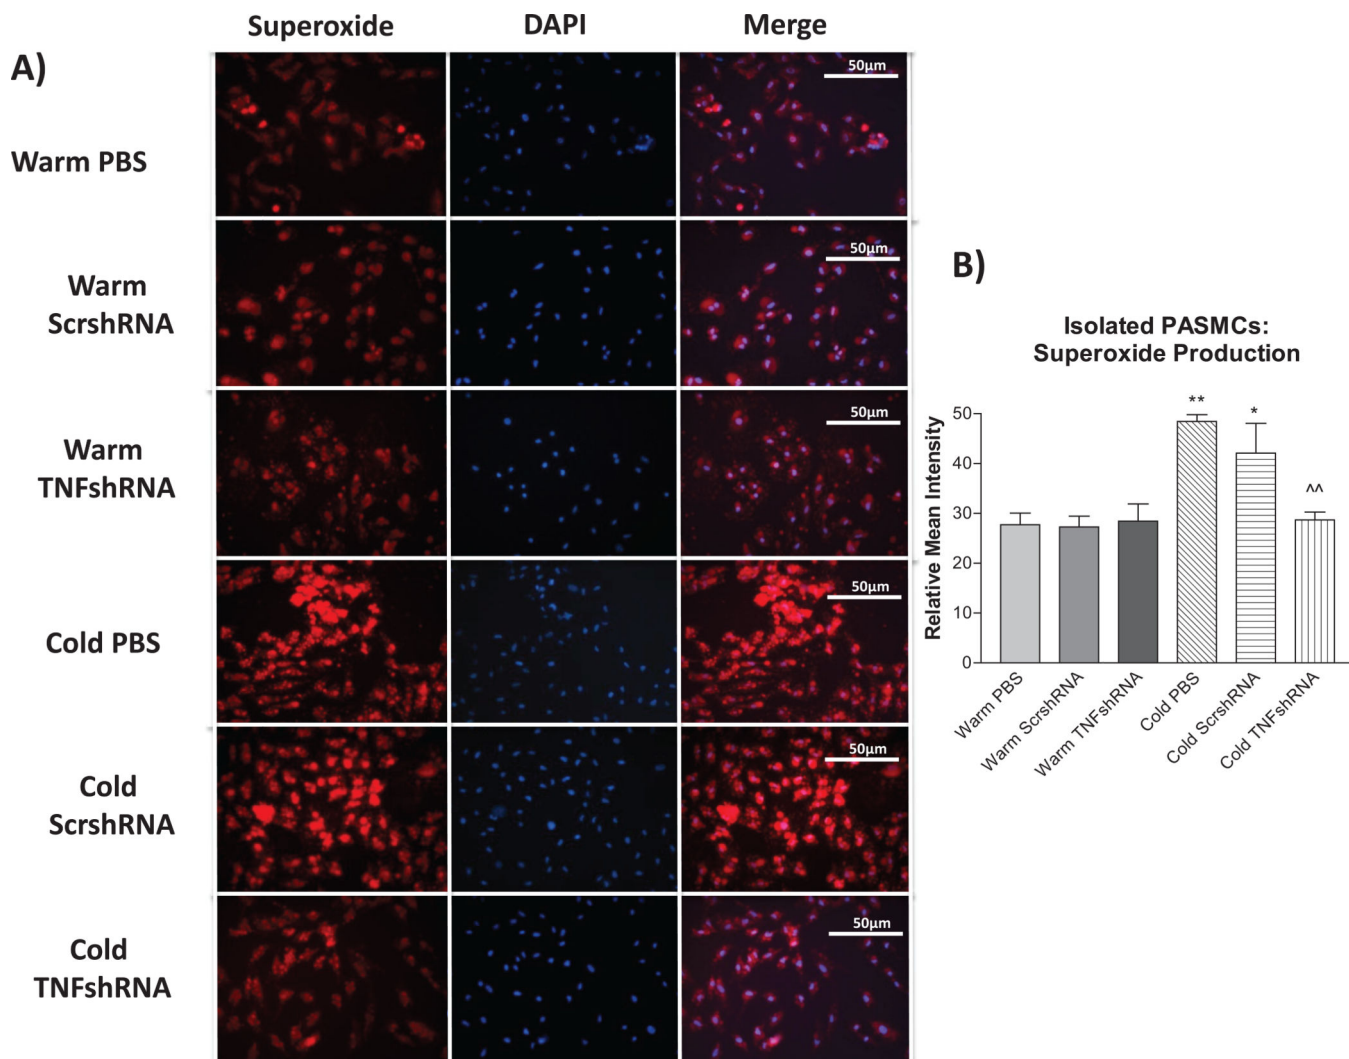 Superoxide DAPI Merge
A)
Warm PBS
50μm
Warm
ScrshRNA
50μm
Warm
TNFshRNA
50μm
Cold PBS
50μm
Cold
ScrshRNA
50μm
Cold
TNFshRNA
50μm
B)
Isolated PASMCs:
Superoxide Production
Relative Mean Intensity
50
40
30
20
10
0
**
*
^^
Warm PBS
Warm ScrshRNA
Warm TNFshRNA
Cold PBS
Cold ScrshRNA
Cold TNFshRNA